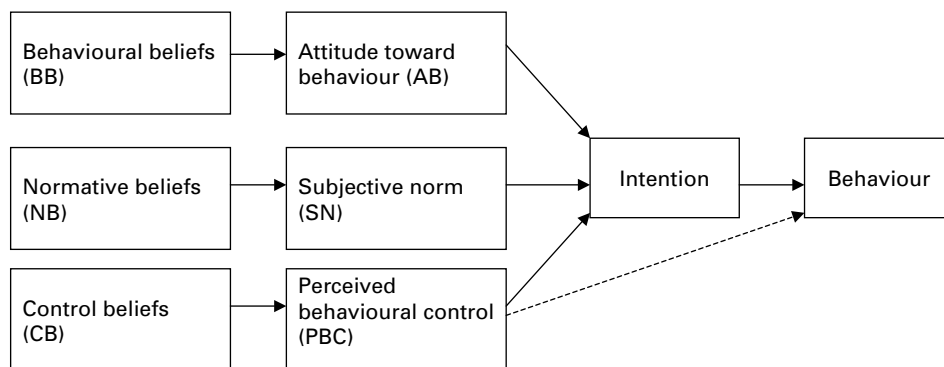 Behavioural beliefs
(BB)
Attitude toward
behaviour (AB)
Normative beliefs
(NB)
Subjective norm
(SN)
Intention
Behaviour
Control beliefs
(CB)
Perceived
behavioural control
(PBC)